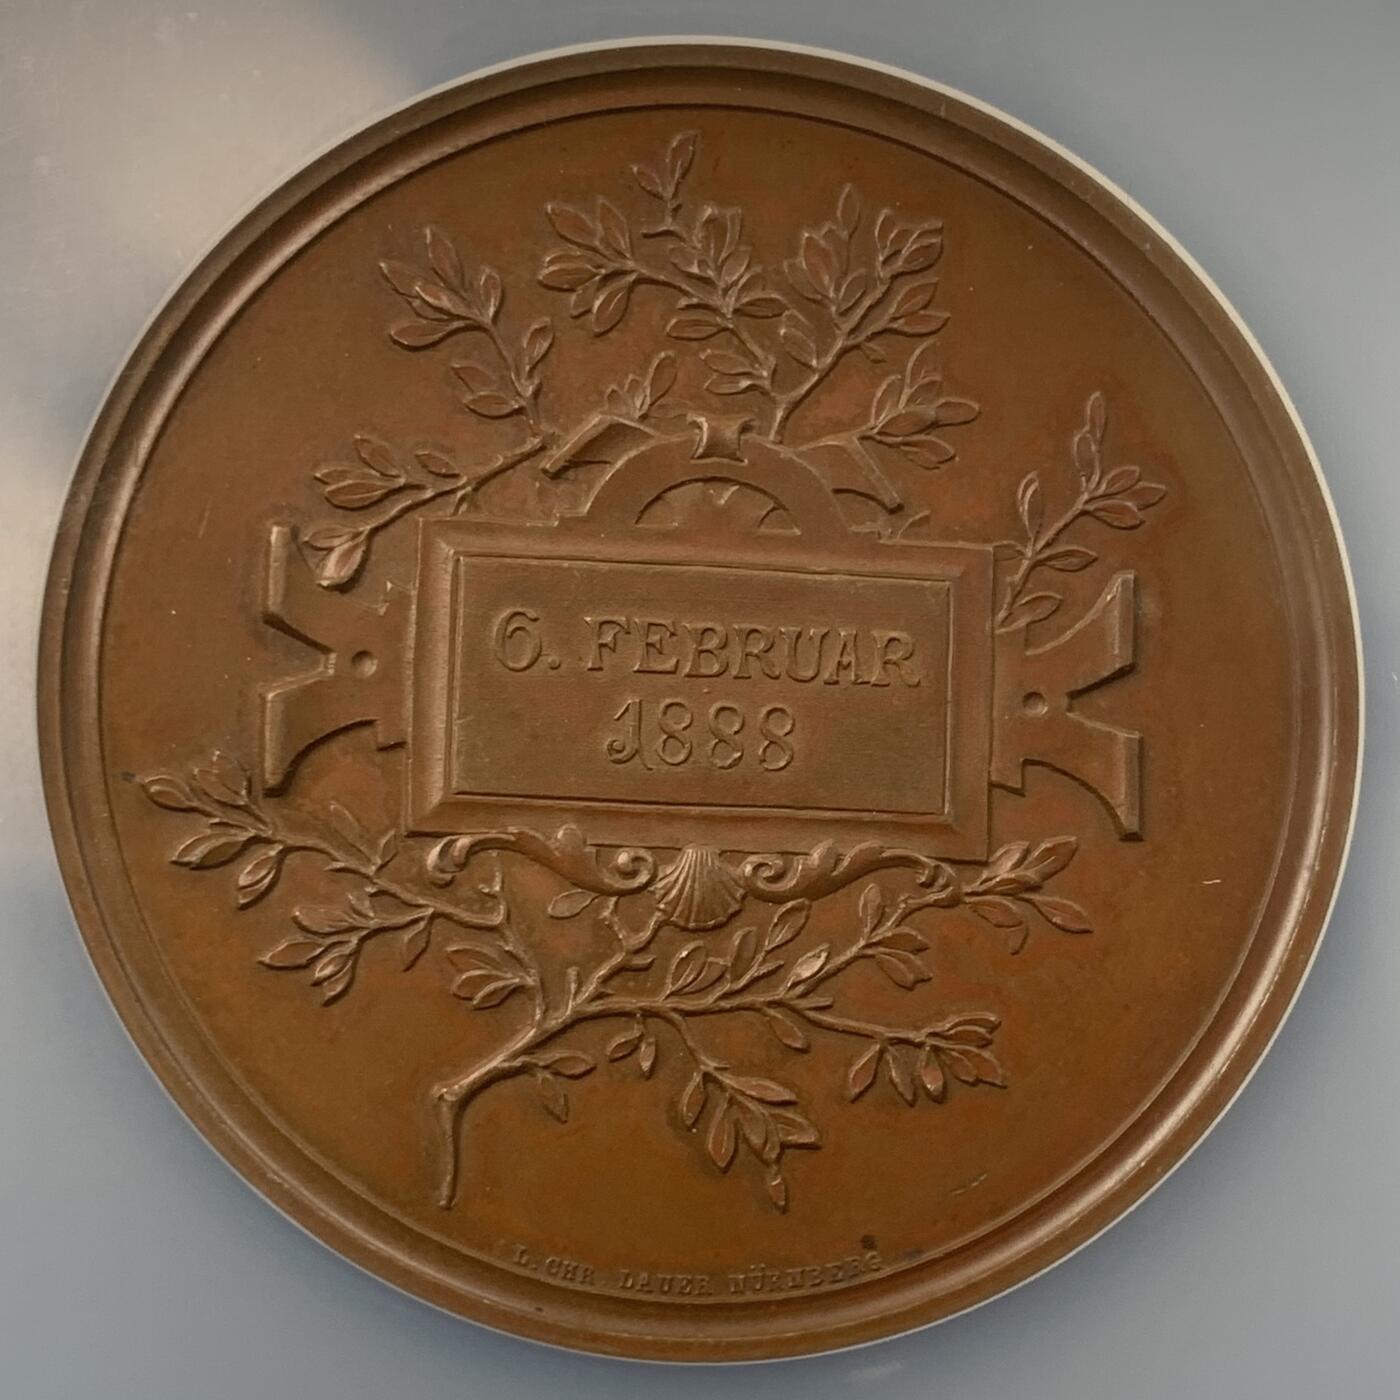 6. FEBRUAR
1888
L. CHR. LAUER NÜRNBERG